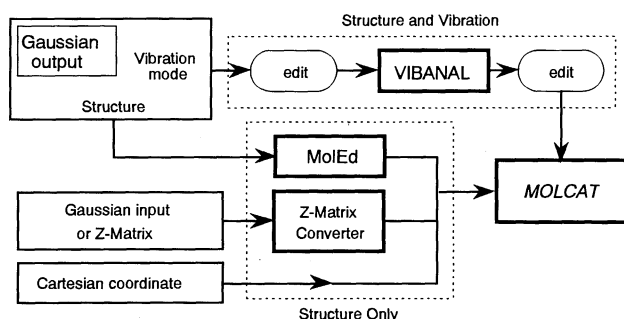 Structure and Vibration
Gaussian
output
Vibration
mode
Structure
edit
VIBANAL
edit
MolEd
MOLCAT
Gaussian input
or Z-Matrix
Z-Matrix
Converter
Cartesian coordinate
Structure Only